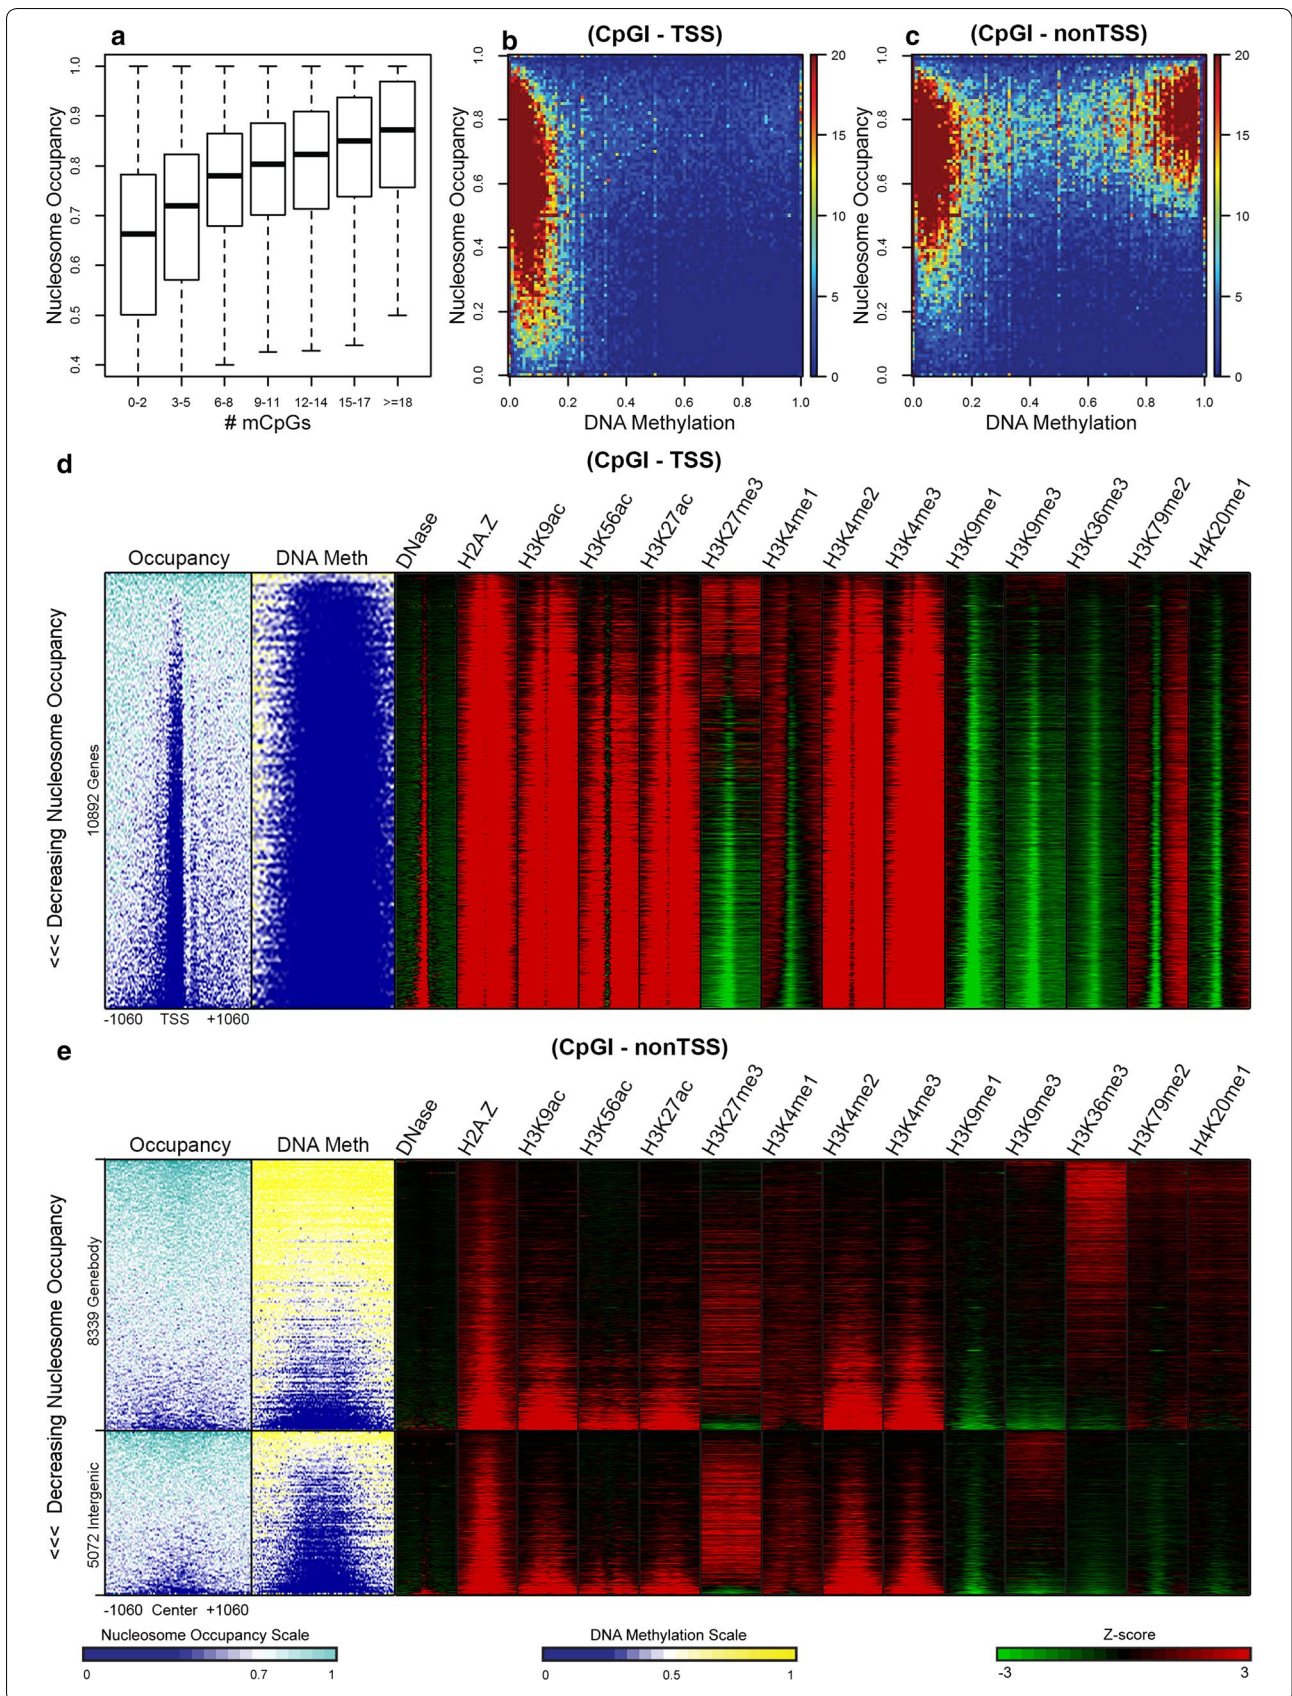 a
Nucleosome Occupancy
1.0
0.9
0.8
0.7
0.6
0.5
0.4
0-2 3-5 6-8 9-11 12-14 15-17 >=18
# mCpGs
b
(CpGI - TSS)
Nucleosome Occupancy
1.0
0.8
0.6
0.4
0.2
0.0
0.0 0.2 0.4 0.6 0.8 1.0
DNA Methylation
20
15
10
5
0
c
(CpGI - nonTSS)
Nucleosome Occupancy
1.0
0.8
0.6
0.4
0.2
0.0
0.0 0.2 0.4 0.6 0.8 1.0
DNA Methylation
20
15
10
5
0
d
(CpGI - TSS)
Occupancy DNA Meth DNase H2A.Z H3K9ac H3K56ac H3K27ac H3K27me3 H3K4me1 H3K4me2 H3K4me3 H3K9me1 H3K9me3 H3K36me3 H3K79me2 H4K20me1
<<< Decreasing Nucleosome Occupancy
10892 Genes
-1060 TSS +1060
e
(CpGI - nonTSS)
Occupancy DNA Meth DNase H2A.Z H3K9ac H3K56ac H3K27ac H3K27me3 H3K4me1 H3K4me2 H3K4me3 H3K9me1 H3K9me3 H3K36me3 H3K79me2 H4K20me1
<<< Decreasing Nucleosome Occupancy
8339 Genebody
5072 Intergenic
-1060 Center +1060
Nucleosome Occupancy Scale
0 0.7 1
DNA Methylation Scale
0 0.5 1
Z-score
-3 3